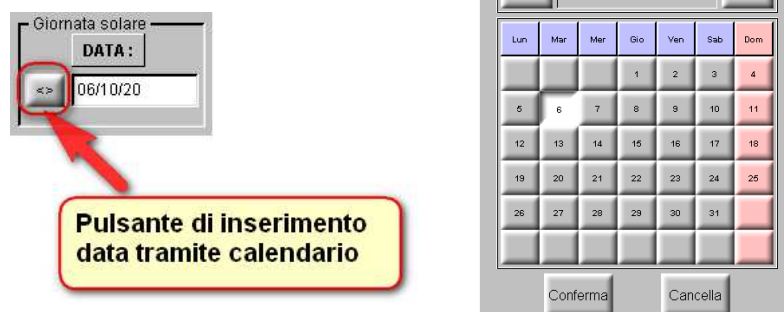 Giornata solare
DATA:
<> 06/10/20
Pulsante di inserimento
data tramite calendario
Lun Mar Mer Gio Ven Sab Dom
1 2 3 4
5 6 7 8 9 10 11
12 13 14 15 16 17 18
19 20 21 22 23 24 25
26 27 28 29 30 31
Conferma Cancella